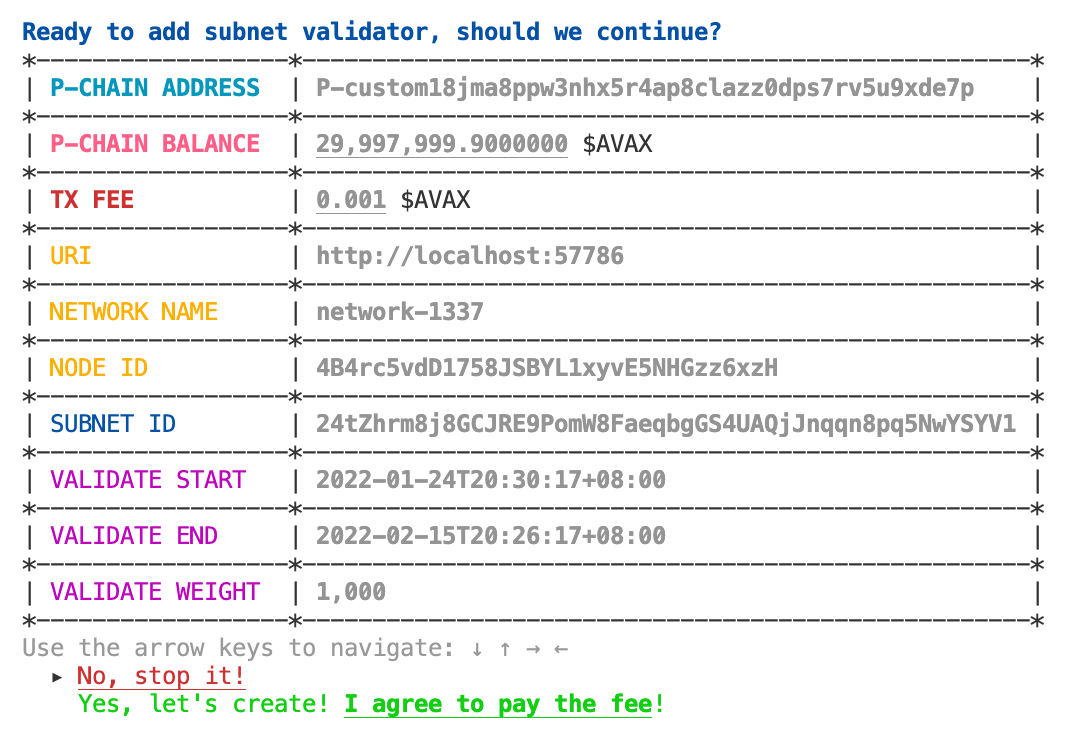 Ready to add subnet validator, should we continue?
*------------------*----------------------------------------------------*
| P-CHAIN ADDRESS | P-custom18jma8ppw3nhx5r4ap8clazz0dps7rv5u9xde7p |
*------------------*----------------------------------------------------*
| P-CHAIN BALANCE | 29,997,999.9000000 $AVAX |
*------------------*----------------------------------------------------*
| TX FEE | 0.001 $AVAX |
*------------------*----------------------------------------------------*
| URI | http://localhost:57786 |
*------------------*----------------------------------------------------*
| NETWORK NAME | network-1337 |
*------------------*----------------------------------------------------*
| NODE ID | 4B4rc5vdD1758JSBYL1xyvE5NHGzz6xzH |
*------------------*----------------------------------------------------*
| SUBNET ID | 24tZhrm8j8GCJRE9PomW8FaeqbgGS4UAQjJnqqn8pq5NwYSYV1 |
*------------------*----------------------------------------------------*
| VALIDATE START | 2022-01-24T20:30:17+08:00 |
*------------------*----------------------------------------------------*
| VALIDATE END | 2022-02-15T20:26:17+08:00 |
*------------------*----------------------------------------------------*
| VALIDATE WEIGHT | 1,000 |
*------------------*----------------------------------------------------*
Use the arrow keys to navigate: ↓ ↑ → ←
▸ No, stop it!
Yes, let's create! I agree to pay the fee!